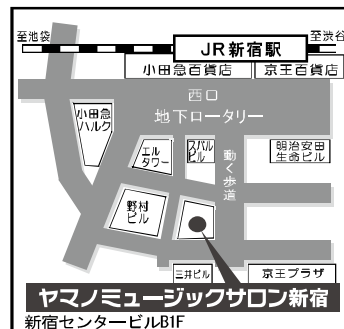 至池袋
至渋谷
JR新宿駅
小田急百貨店
京王百貨店
西口
地下ロータリー
小田急
ハルク
エル
タワー
スバル
ビル
動く歩道
明治安田
生命ビル
野村
ビル
三井ビル
京王プラザ
ヤマノミュージックサロン新宿
新宿センタービルB1F